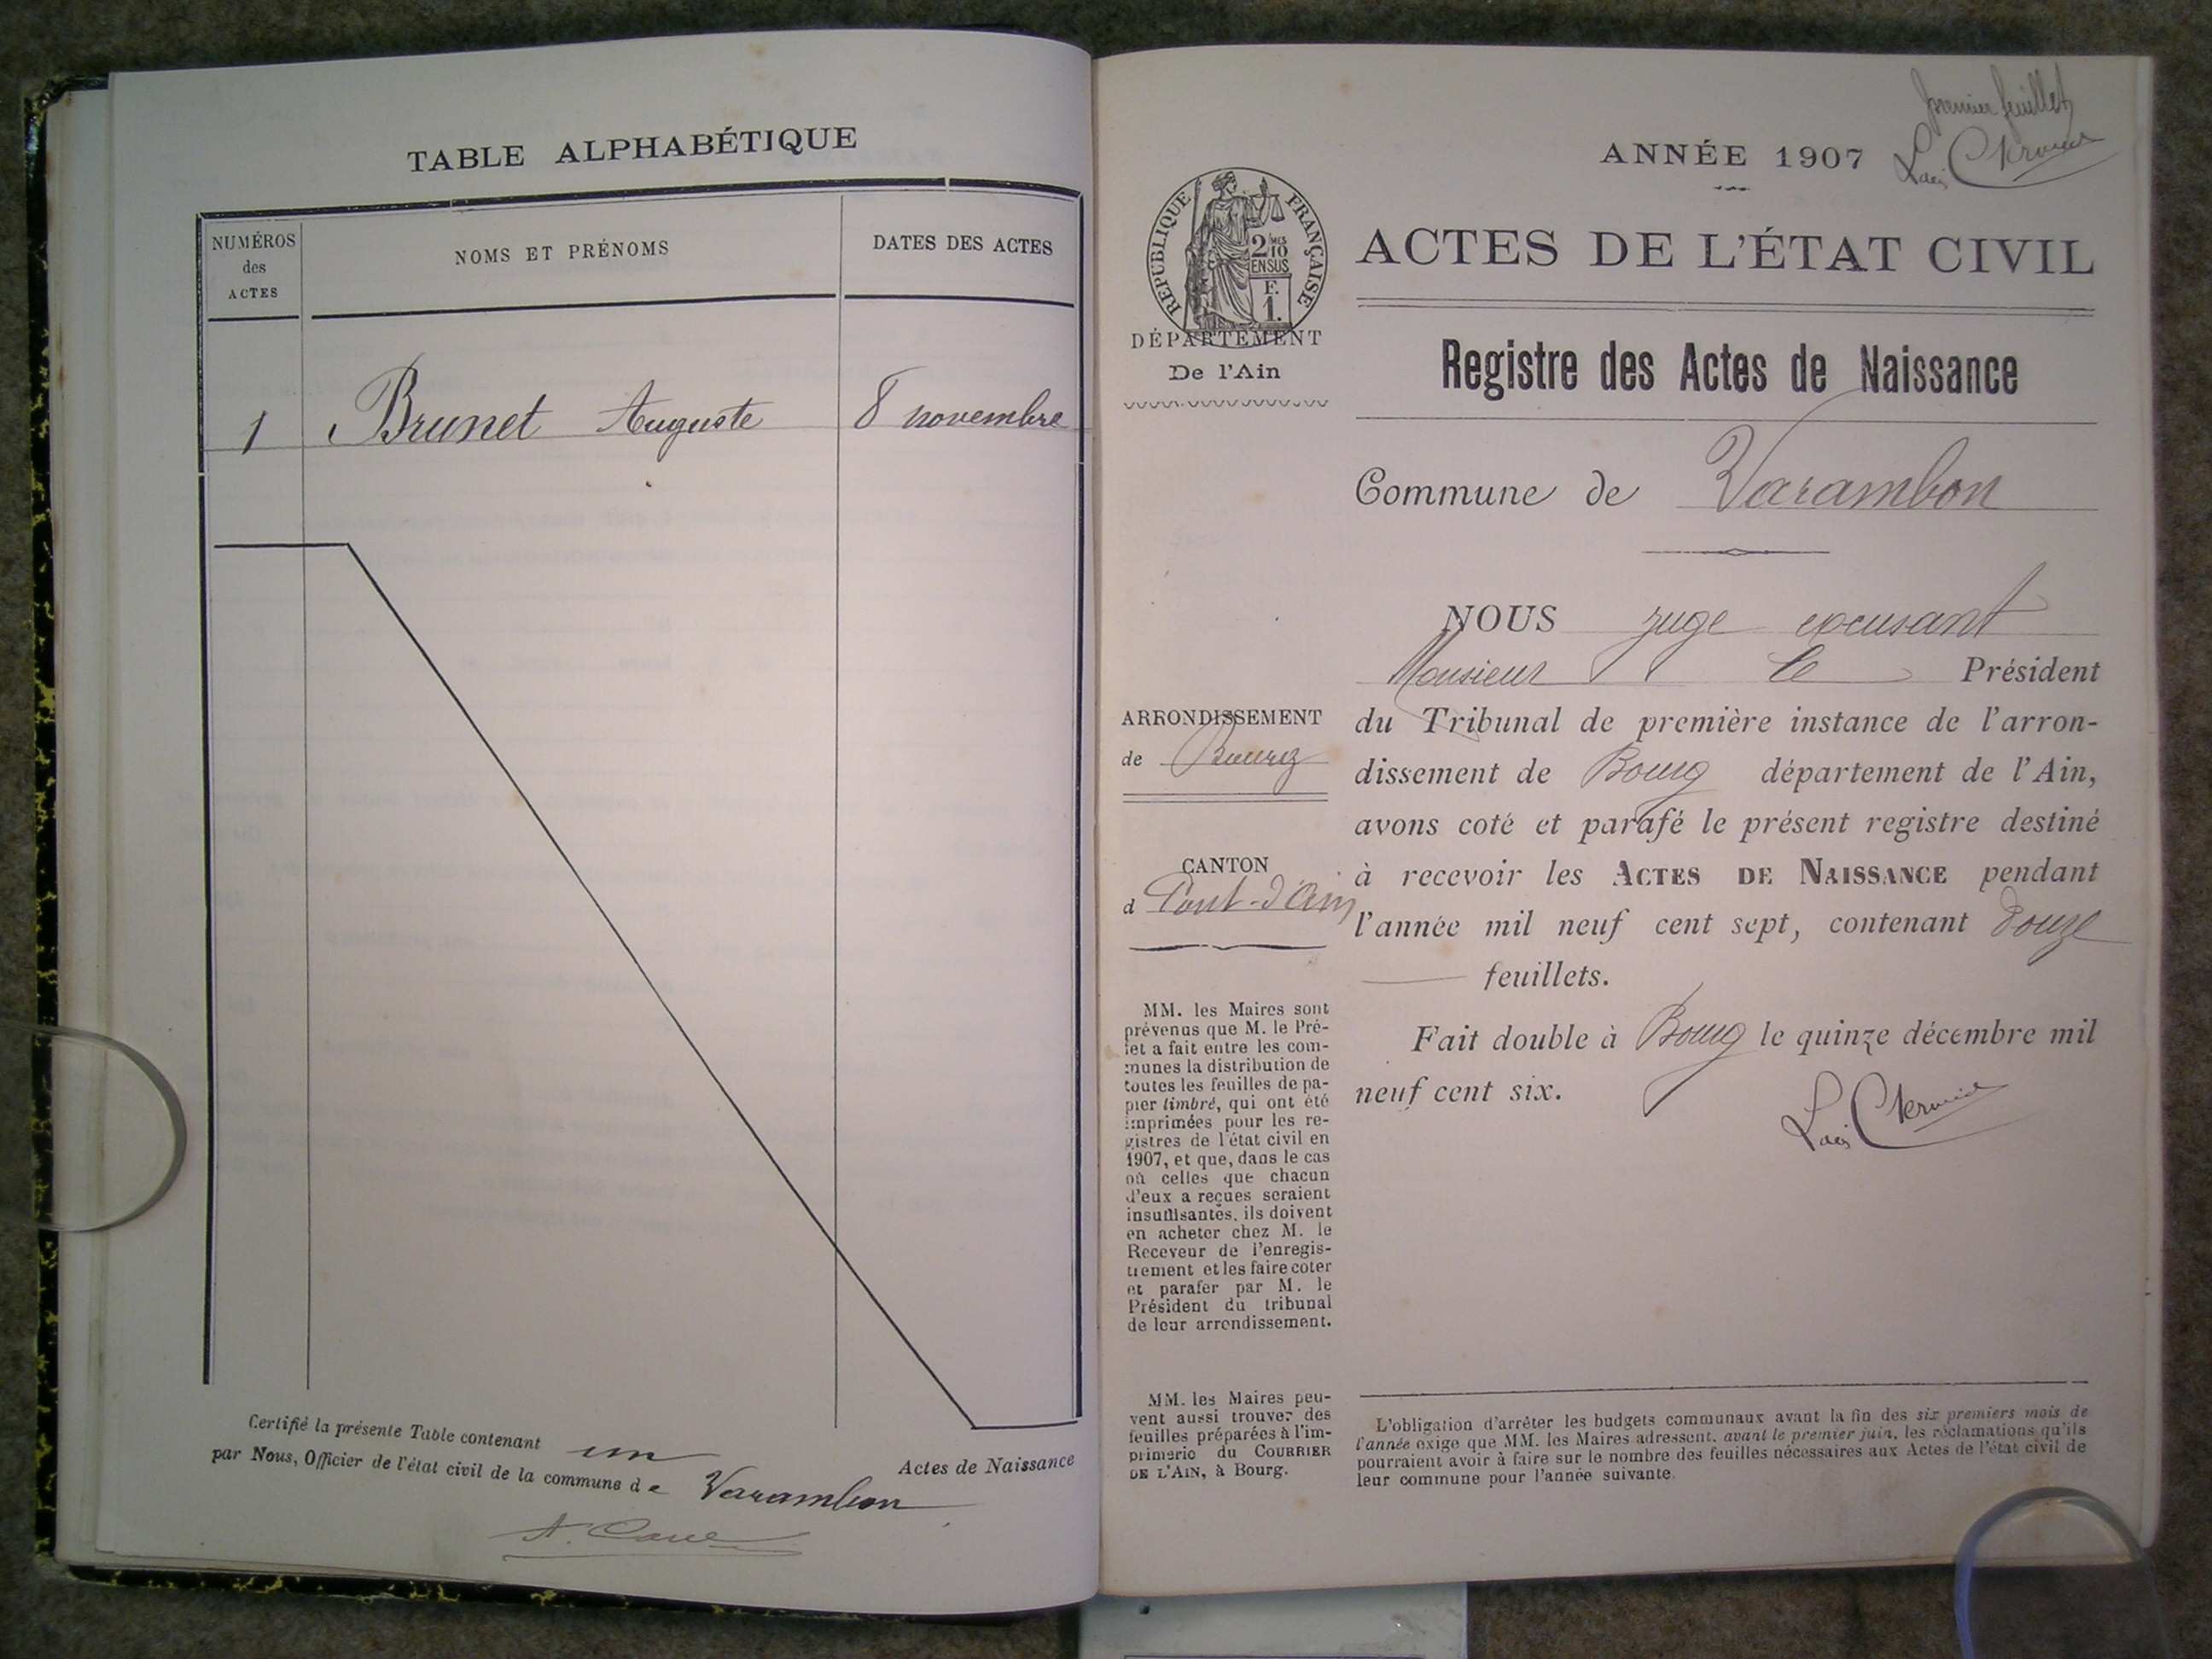 TABLE ALPHABÉTIQUE
NUMÉROS
des
ACTES
NOMS ET PRÉNOMS
DATES DES ACTES
1 Brunet Auguste 8 novembre
Certifié la présente Table contenant un Actes de Naissance
par Nous, Officier de l'état civil de la commune de Varambon
premier feuillet
ANNÉE 1907
RÉPUBLIQUE FRANÇAISE
2 MES
10
EN SUS
F.
1.
DÉPARTEMENT
De l'Ain
ACTES DE L'ÉTAT CIVIL
Registre des Actes de Naissance
Commune de Varambon
NOUS juge excusant
Monsieur le Président
du Tribunal de première instance de l'arron-
dissement de Bourg département de l'Ain,
avons coté et parafé le présent registre destiné
à recevoir les ACTES DE NAISSANCE pendant
l'année mil neuf cent sept, contenant douze
feuillets.
Fait double à Bourg le quinze décembre mil
neuf cent six.
ARRONDISSEMENT
de Bourg
CANTON
d Pont-d'Ain
MM. les Maires sont
prévenus que M. le Pré-
fet a fait entre les com-
munes la distribution de
toutes les feuilles de pa-
pier timbré, qui ont été
imprimées pour les re-
gistres de l'état civil en
1907, et que, dans le cas
où celles que chacun
d'eux a reçues seraient
insuffisantes, ils doivent
en acheter chez M. le
Receveur de l'enregis-
trement et les faire coter
et parafer par M. le
Président du tribunal
de leur arrondissement.
MM. les Maires peu-
vent aussi trouver des
feuilles préparées à l'im-
primerie du COURRIER
DE L'AIN, à Bourg.
L'obligation d'arrêter les budgets communaux avant la fin des six premiers mois de
l'année exige que MM. les Maires adressent, avant le premier juin, les réclamations qu'ils
pourraient avoir à faire sur le nombre des feuilles nécessaires aux Actes de l'état civil de
leur commune pour l'année suivante.